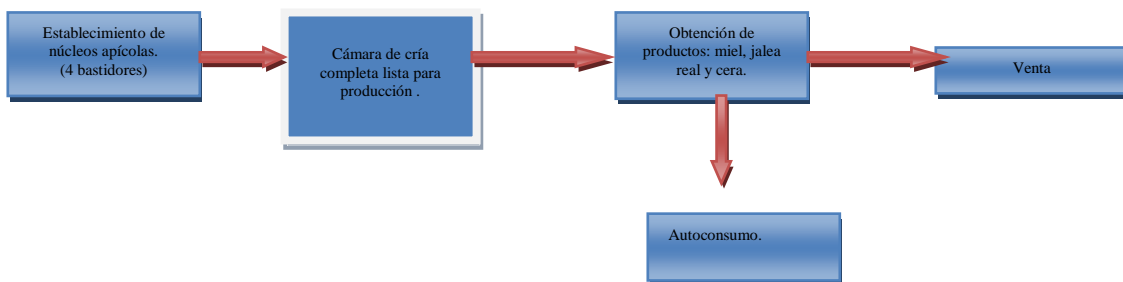 Establecimiento de
núcleos apícolas.
(4 bastidores)
Cámara de cría
completa lista para
producción .
Obtención de
productos: miel, jalea
real y cera.
Venta
Autoconsumo.